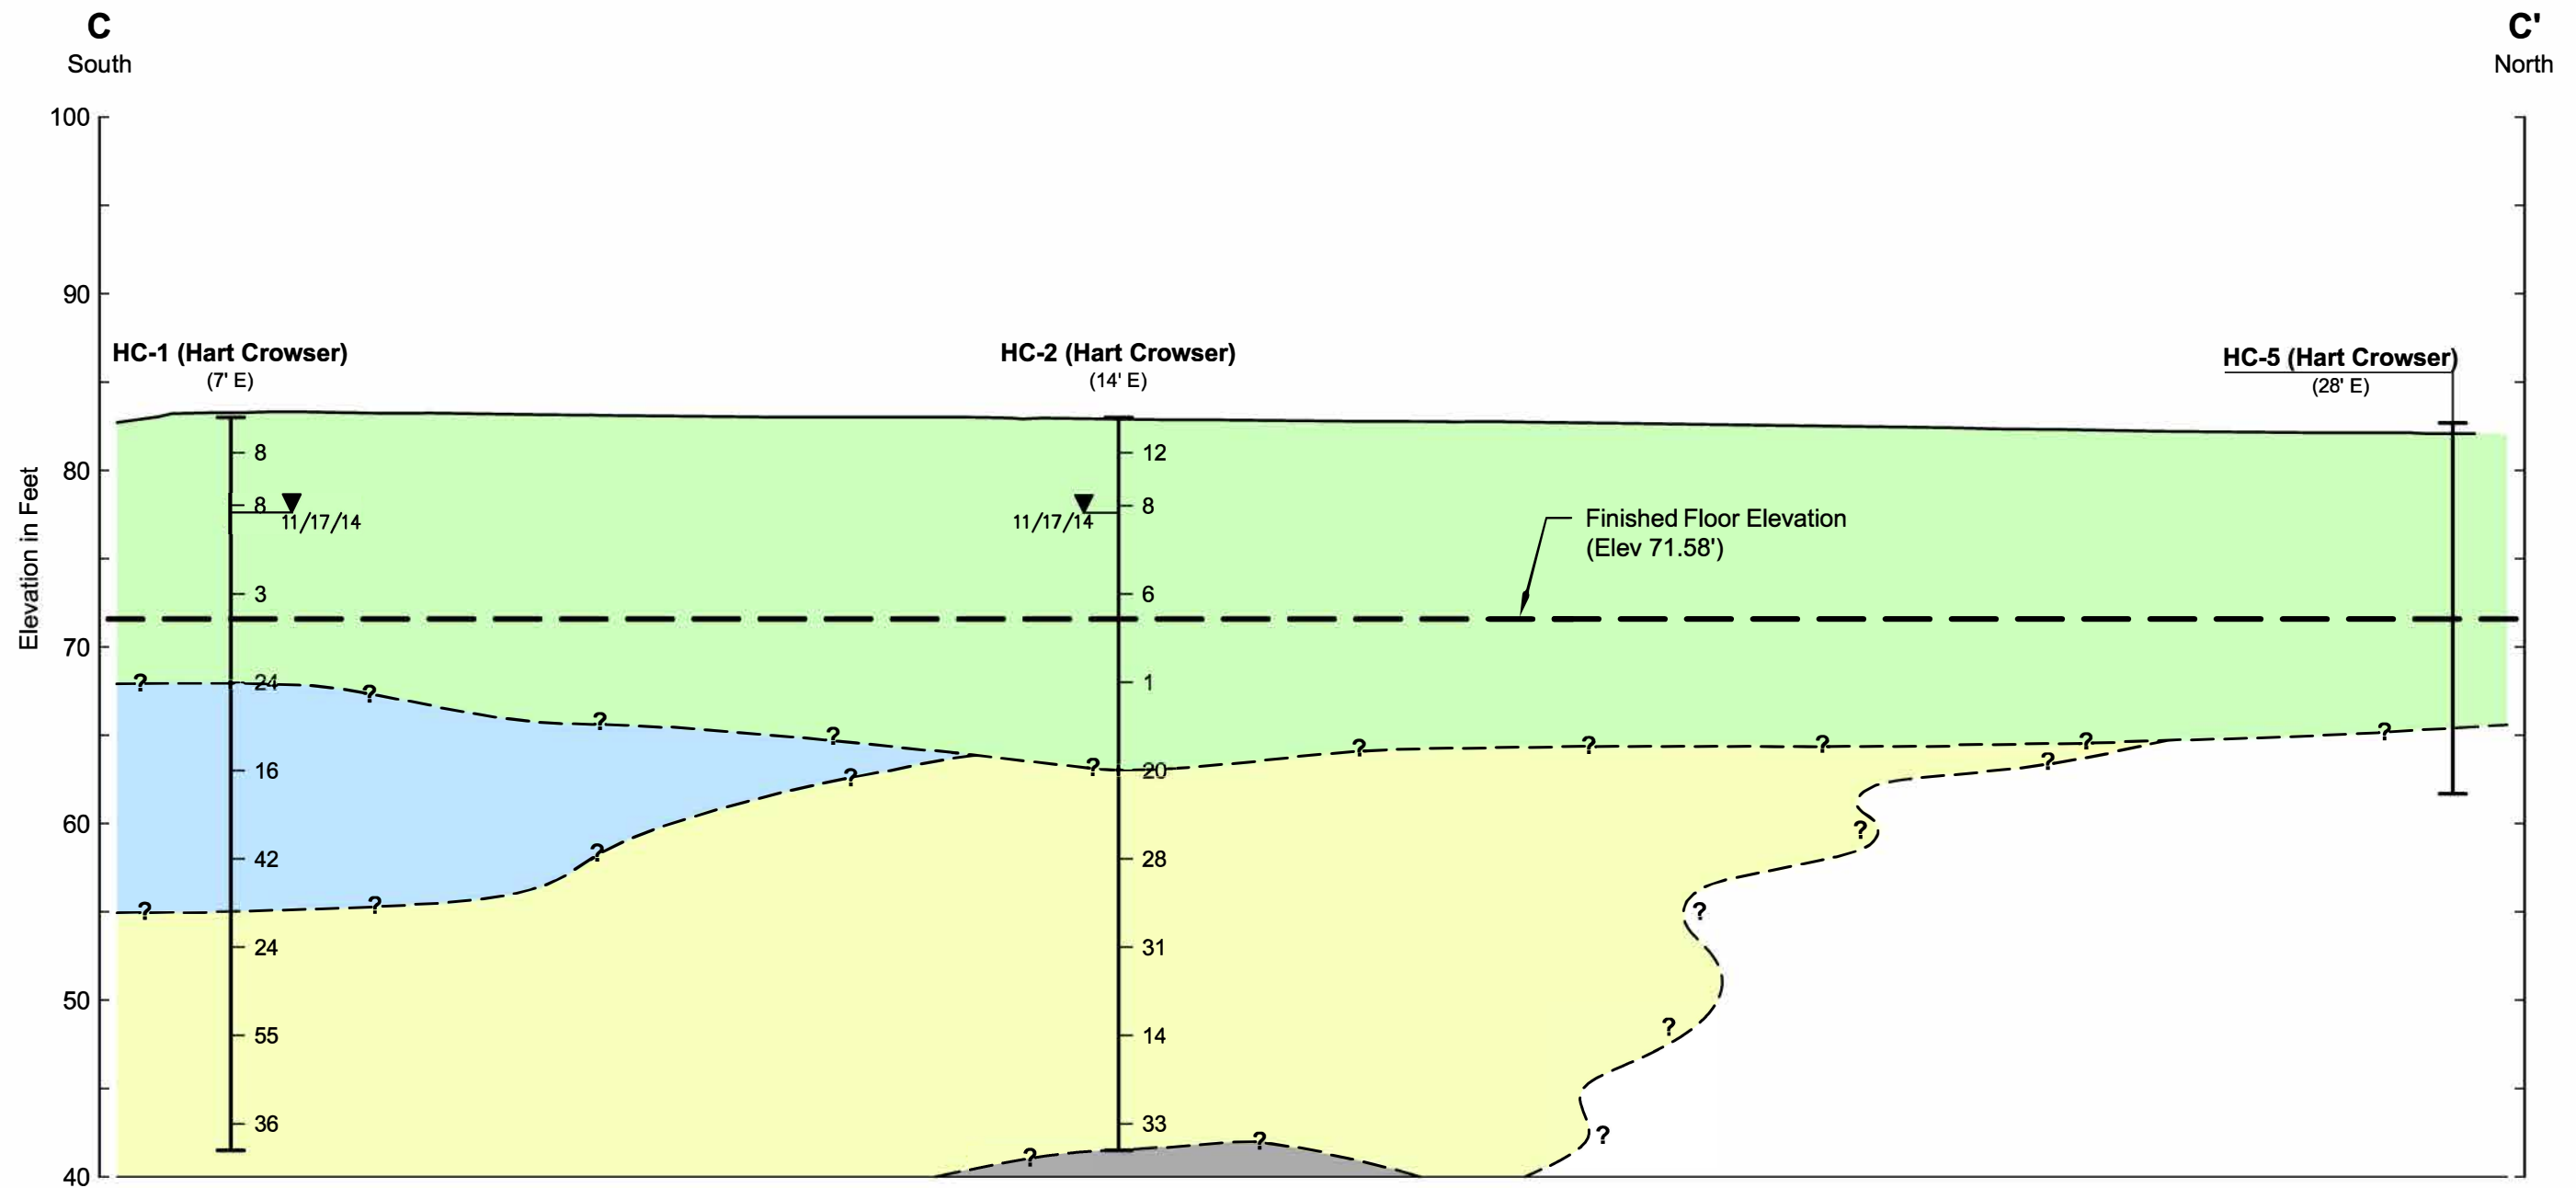 C
South
C'
North
100
90
80
70
60
50
40
Elevation in Feet
HC-1 (Hart Crowser)
(7' E)
8
8
11/17/14
3
24
16
42
24
55
36
HC-2 (Hart Crowser)
(14' E)
12
8
11/17/14
6
1
20
28
31
14
33
HC-5 (Hart Crowser)
(28' E)
Finished Floor Elevation
(Elev 71.58')
? ? ? ? ? ? ? ? ? ? ?
? ? ? ? ?
? ? ? ?
?
? ?